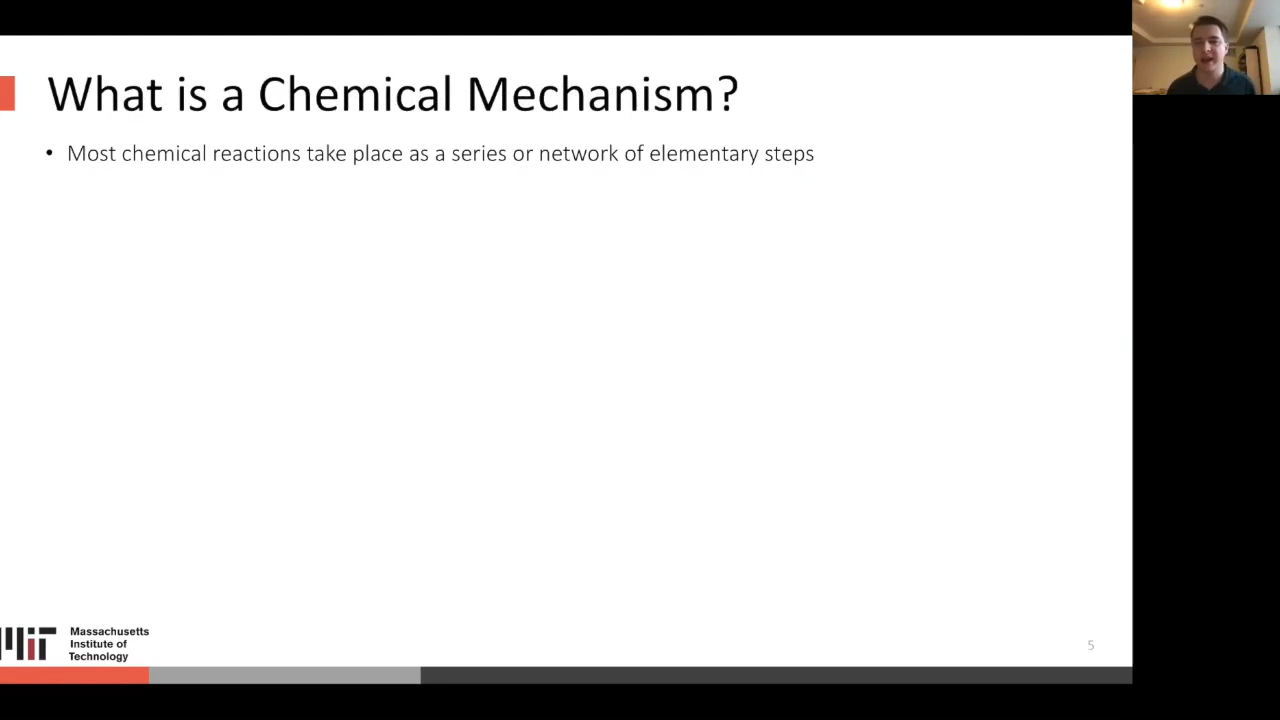 What is a Chemical Mechanism?
• Most chemical reactions take place as a series or network of elementary steps
MIT
Massachusetts
Institute of
Technology
5